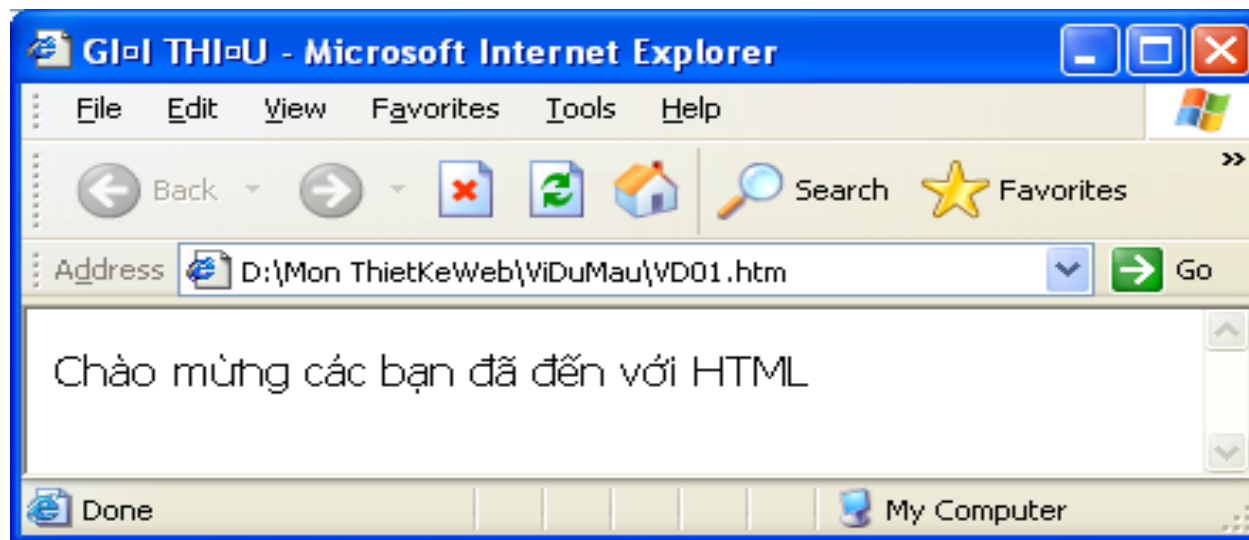 GI¤I THI¤U - Microsoft Internet Explorer
File Edit View Favorites Tools Help
Back Search Favorites »
Address D:\Mon ThietKeWeb\ViDuMau\VD01.htm Go
Chào mừng các bạn đã đến với HTML
Done My Computer